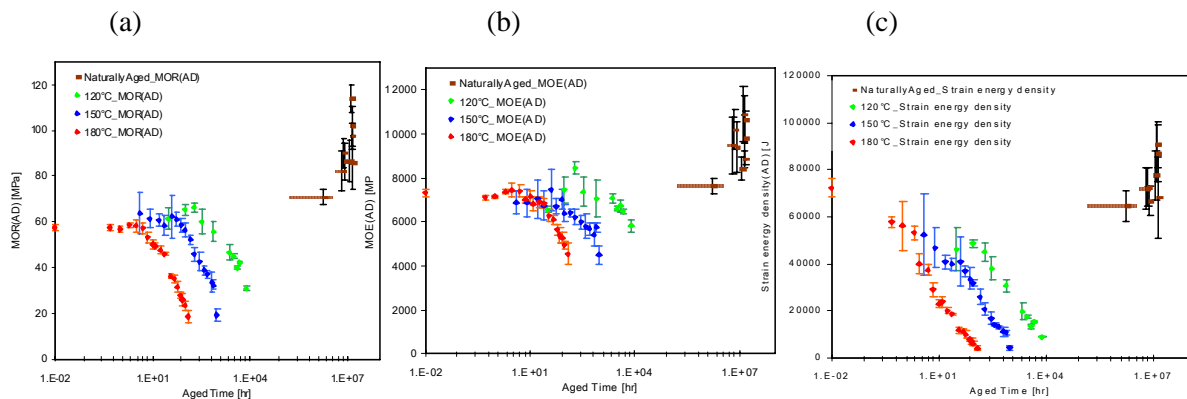 (a)
(b)
(c)
NaturallyAged_MOR(AD)
120°C_MOR(AD)
150°C_MOR(AD)
180°C_MOR(AD)
MOR(AD) [MPa]
120
100
80
60
40
20
0
1.E-02
1.E+01
1.E+04
1.E+07
Aged Time [hr]
NaturallyAged_MOE(AD)
120°C_MOE(AD)
150°C_MOE(AD)
180°C_MOE(AD)
MOE(AD) [MP
12000
10000
8000
6000
4000
2000
0
1.E-02
1.E+01
1.E+04
1.E+07
Aged Time [hr]
NaturallyAged_Strain energy density
120°C_Strain energy density
150°C_Strain energy density
180°C_Strain energy density
Strain energy density(AD) [J
120000
100000
80000
60000
40000
20000
0
1.E-02
1.E+01
1.E+04
1.E+07
Aged Time [hr]